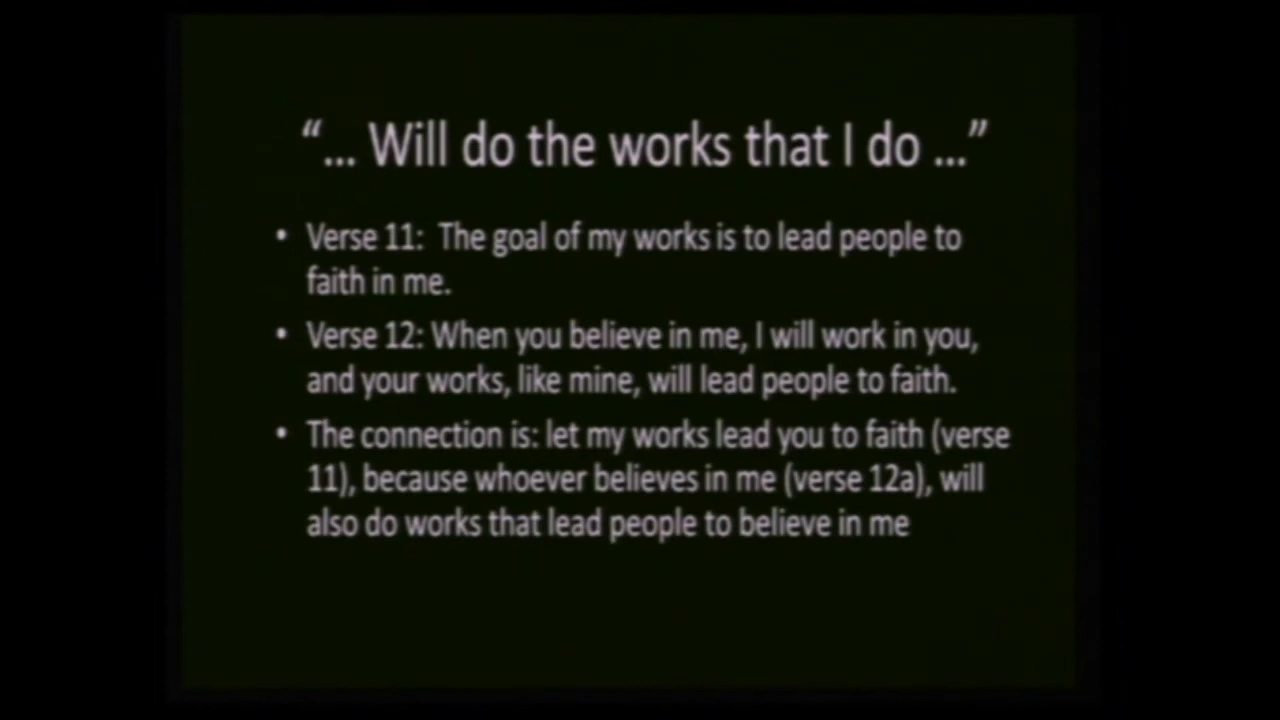 “... Will do the works that I do ...”
• Verse 11:  The goal of my works is to lead people to
faith in me.
• Verse 12: When you believe in me, I will work in you,
and your works, like mine, will lead people to faith.
• The connection is: let my works lead you to faith (verse
11), because whoever believes in me (verse 12a), will
also do works that lead people to believe in me